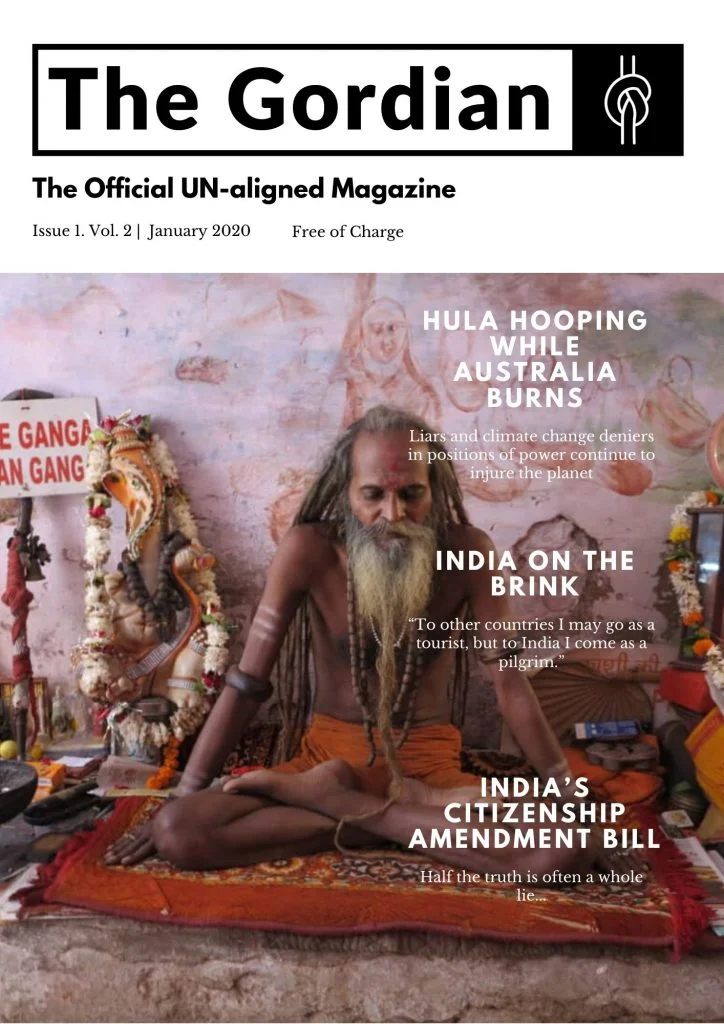 The Gordian
The Official UN-aligned Magazine
Issue 1. Vol. 2 | January 2020 Free of Charge
HULA HOOPING
WHILE
AUSTRALIA
BURNS
Liars and climate change deniers
in positions of power continue to
injure the planet
E GANGA
AN GANG
INDIA ON THE
BRINK
“To other countries I may go as a
tourist, but to India I come as a
pilgrim.”
काशी की
INDIA’S
CITIZENSHIP
AMENDMENT BILL
Half the truth is often a whole
lie...